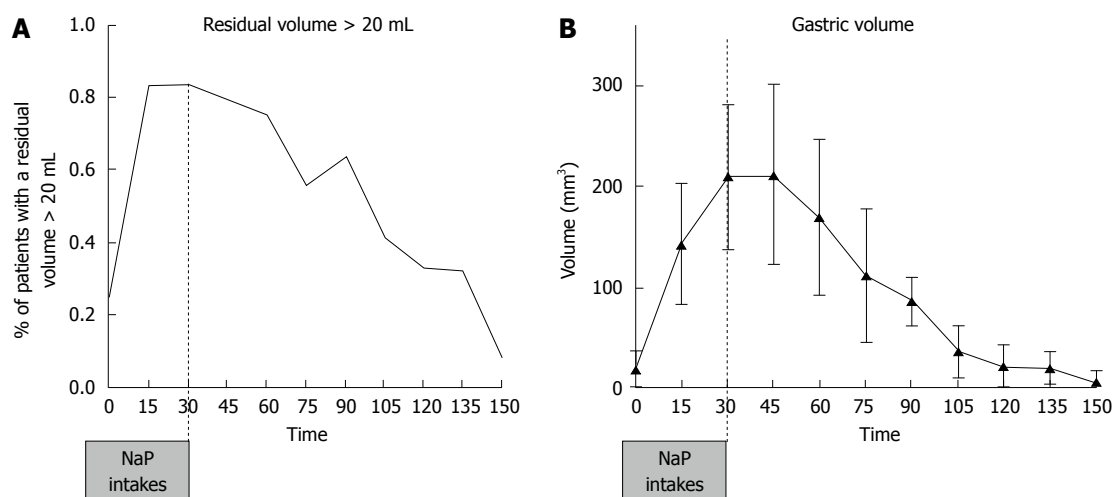 A
Residual volume > 20 mL
% of patients with a residual
volume > 20 mL
1.0
0.8
0.6
0.4
0.2
0.0
0 15 30 45 60 75 90 105 120 135 150
Time
NaP
intakes
B
Gastric volume
Volume (mm³)
300
200
100
0
0 15 30 45 60 75 90 105 120 135 150
Time
NaP
intakes